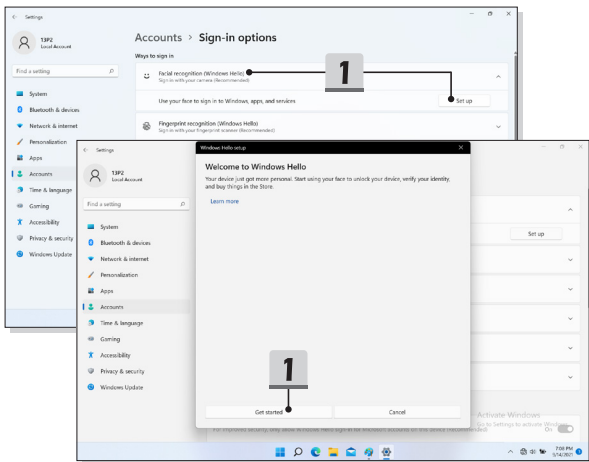 Settings
13P2
Local Account
Find a setting
System
Bluetooth & devices
Network & internet
Personalization
Apps
Accounts
Time & language
Gaming
Accessibility
Privacy & security
Windows Update
Accounts > Sign-in options
Ways to sign in
Facial recognition (Windows Hello)
Sign in with your camera (Recommended)
1
Use your face to sign in to Windows, apps, and services
Set up
Fingerprint recognition (Windows Hello)
Sign in with your fingerprint scanner (Recommended)
Settings
13P2
Local Account
Find a setting
System
Bluetooth & devices
Network & internet
Personalization
Apps
Accounts
Time & language
Gaming
Accessibility
Privacy & security
Windows Update
Windows Hello setup
Welcome to Windows Hello
Your device just got more personal. Start using your face to unlock your device, verify your identity,
and buy things in the Store.
Learn more
1
Get started
Cancel
Set up
Activate Windows
Go to Settings to activate Windows.
On
7:08 PM
5/14/2021